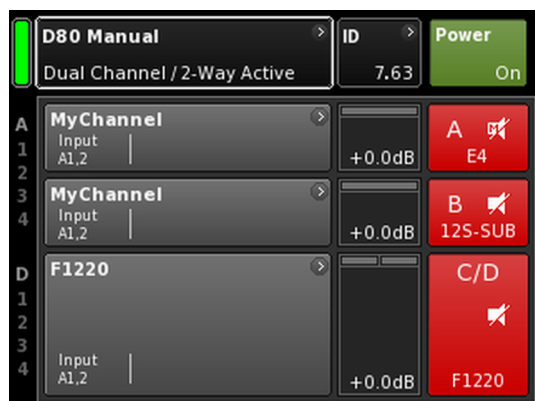 D80 Manual
Dual Channel / 2-Way Active
ID
7.63
Power
On
A
1
2
3
4
D
1
2
3
4
MyChannel
Input
A1,2
+0.0dB
A
E4
MyChannel
Input
A1,2
+0.0dB
B
12S-SUB
F1220
Input
A1,2
+0.0dB
C/D
F1220